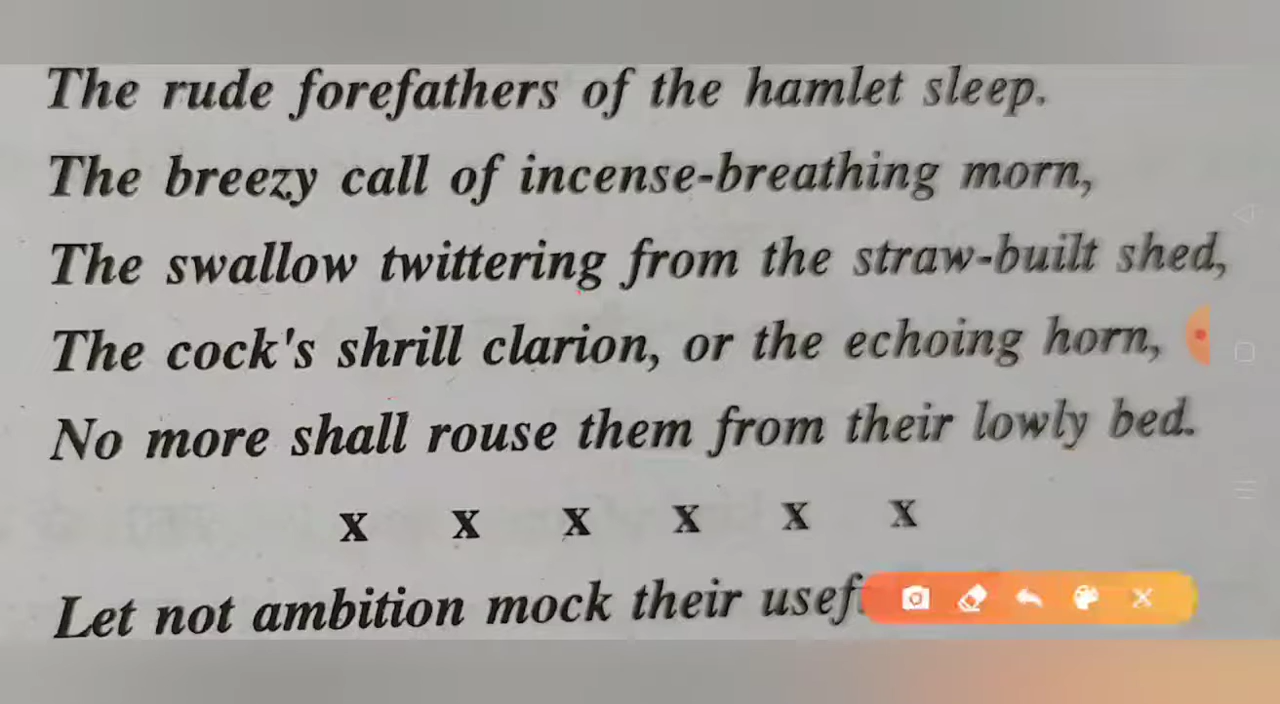 The rude forefathers of the hamlet sleep.
The breezy call of incense-breathing morn,
The swallow twittering from the straw-built shed,
The cock's shrill clarion, or the echoing horn,
No more shall rouse them from their lowly bed.
x x x x x x
Let not ambition mock their